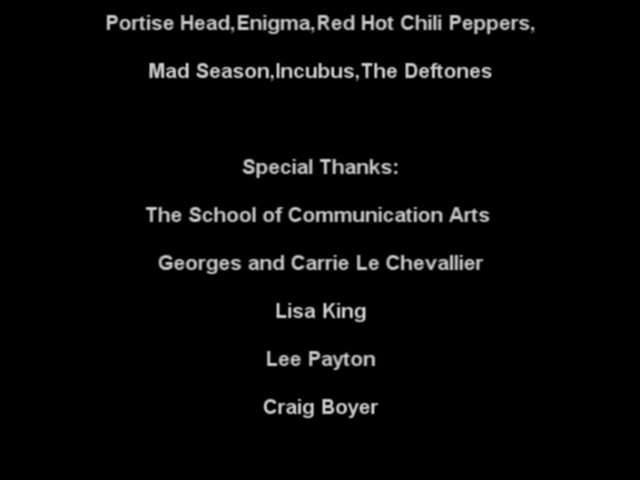 Portise Head,Enigma,Red Hot Chili Peppers,
Mad Season,Incubus,The Deftones
Special Thanks:
The School of Communication Arts
Georges and Carrie Le Chevallier
Lisa King
Lee Payton
Craig Boyer